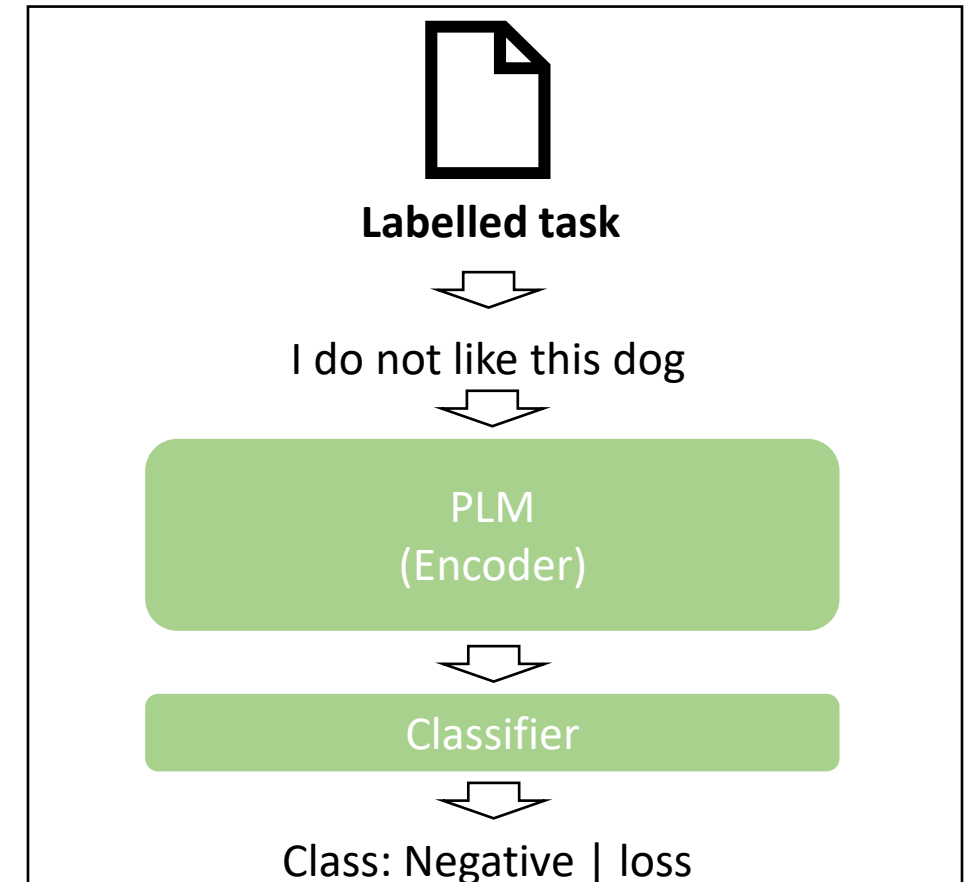 Labelled task
I do not like this dog
PLM
(Encoder)
Classifier
Class: Negative | loss